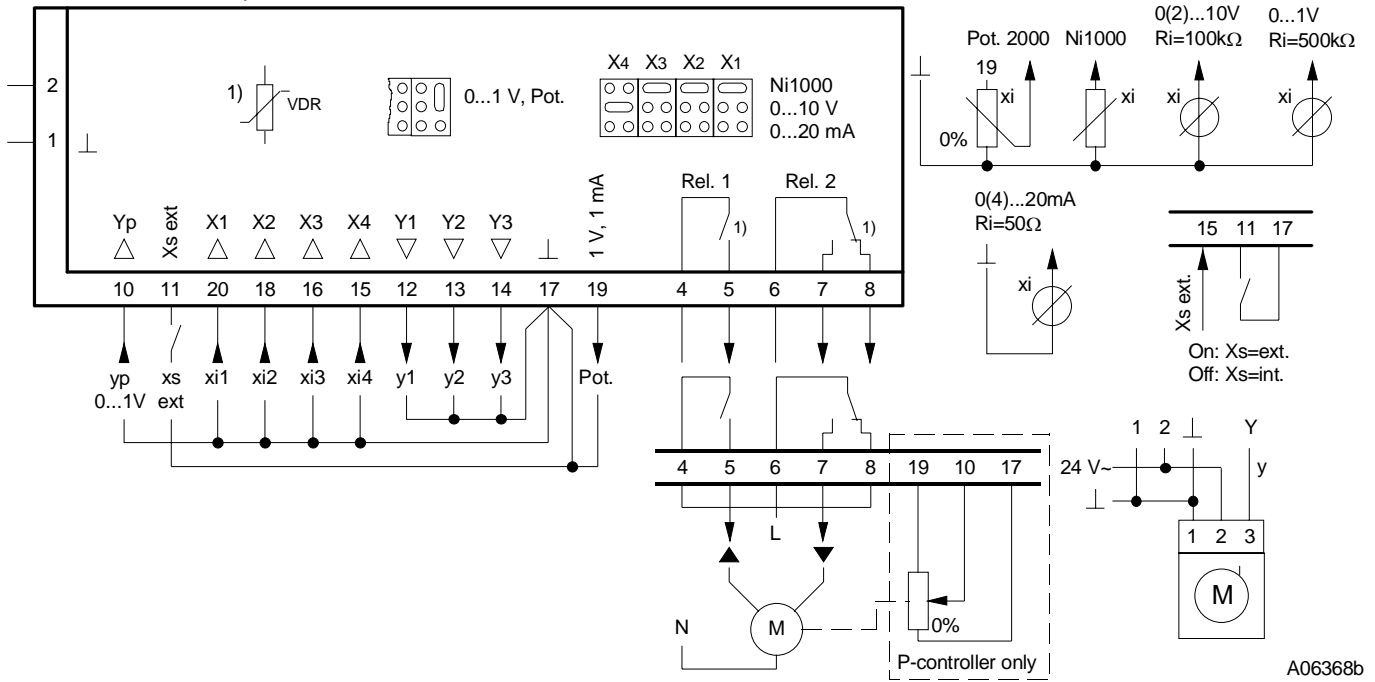 2
1
1)
VDR
0...1 V, Pot.
X4 X3 X2 X1
Ni1000
0...10 V
0...20 mA
Rel. 1
Rel. 2
1)
1)
Yp
Xs ext
X1 X2 X3 X4 Y1 Y2 Y3
⊥
1 V, 1 mA
10 11 20 18 16 15 12 13 14 17 19 4 5 6 7 8
yp
0...1V
xs
ext
xi1 xi2 xi3 xi4 y1 y2 y3 Pot.
4 5 6 7 8 19 10 17
L
N
M
0%
P-controller only
Pot. 2000
19
xi
0%
Ni1000
xi
0(2)...10V
Ri=100kΩ
xi
0...1V
Ri=500kΩ
xi
0(4)...20mA
Ri=50Ω
xi
15 11 17
Xs ext.
On: Xs=ext.
Off: Xs=int.
1 2 ⊥ Y
24 V~
y
⊥
1 2 3
M
A06368b